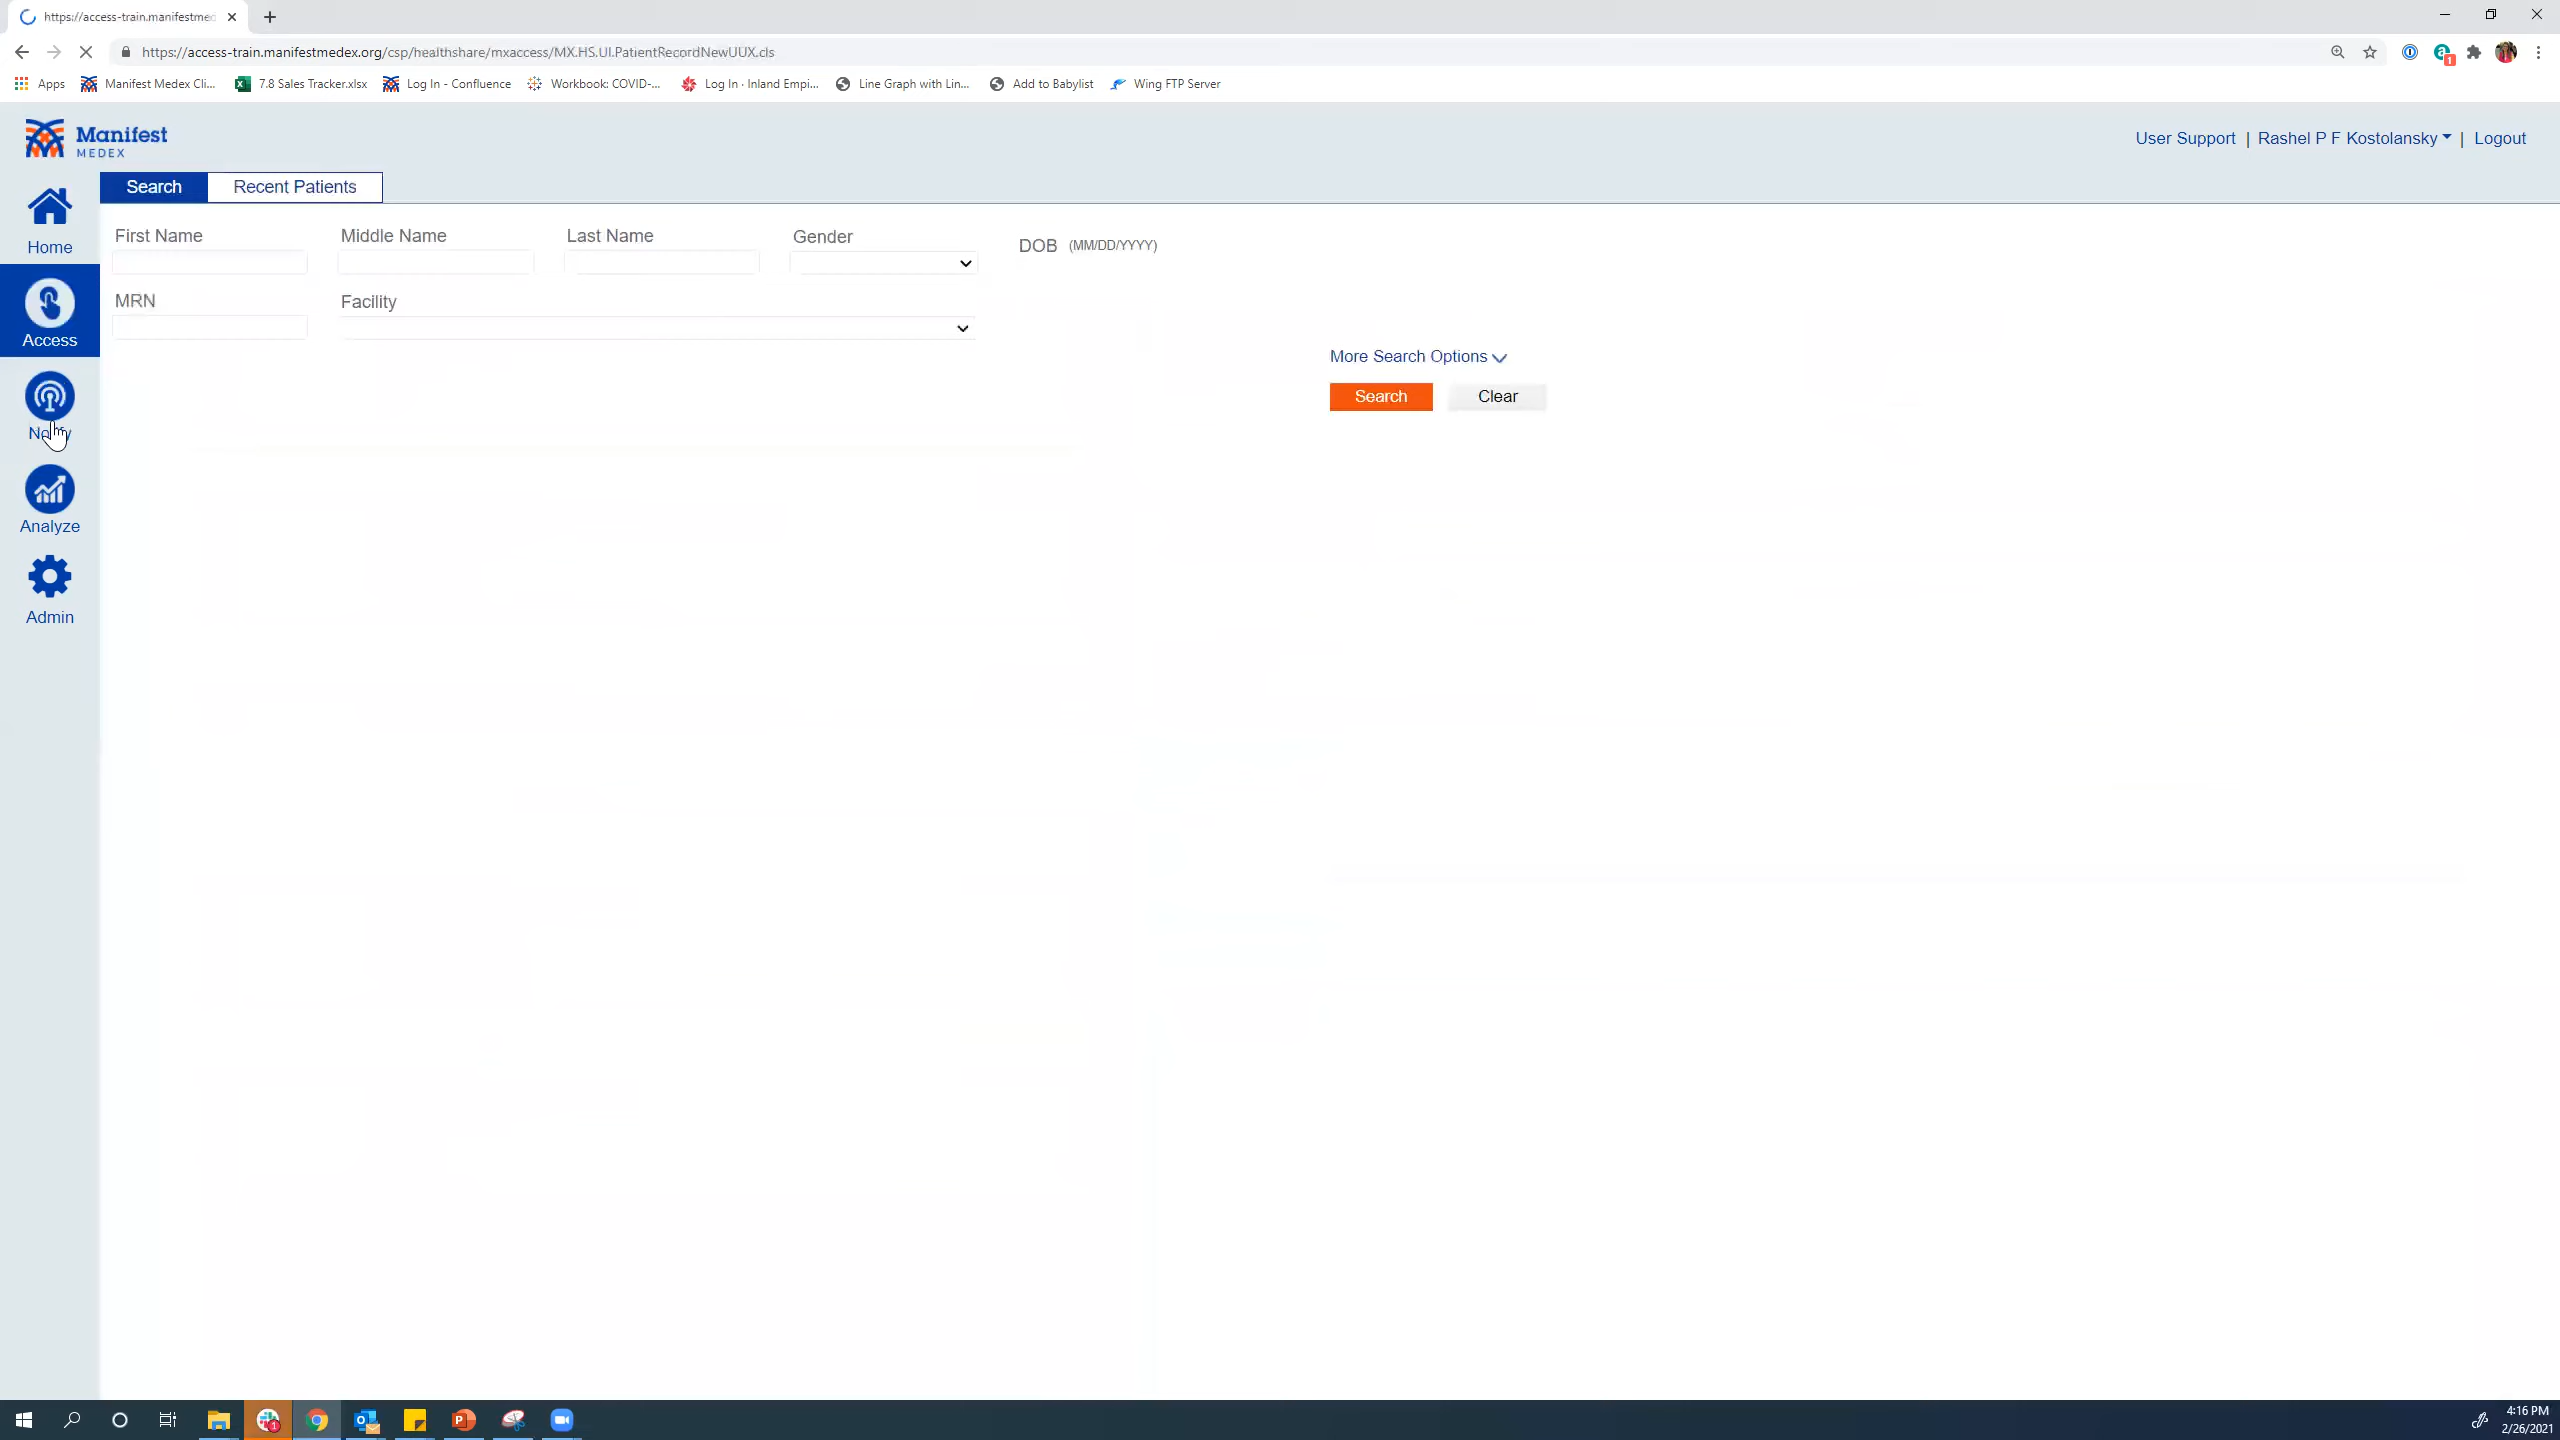 https://access-train.manifestmed
https://access-train.manifestmedex.org/csp/healthshare/mxaccess/MX.HS.UI.PatientRecordNewUUX.cls
Apps Manifest Medex Cli... 7.8 Sales Tracker.xlsx Log In - Confluence Workbook: COVID-... Log In · Inland Empi... Line Graph with Lin... Add to Babylist Wing FTP Server
Manifest
MEDEX
User Support | Rashel P F Kostolansky | Logout
Search Recent Patients
First Name Middle Name Last Name Gender DOB (MM/DD/YYYY)
Home
MRN Facility
Access
More Search Options
Search Clear
Analyze
Admin
4:16 PM
2/26/2021